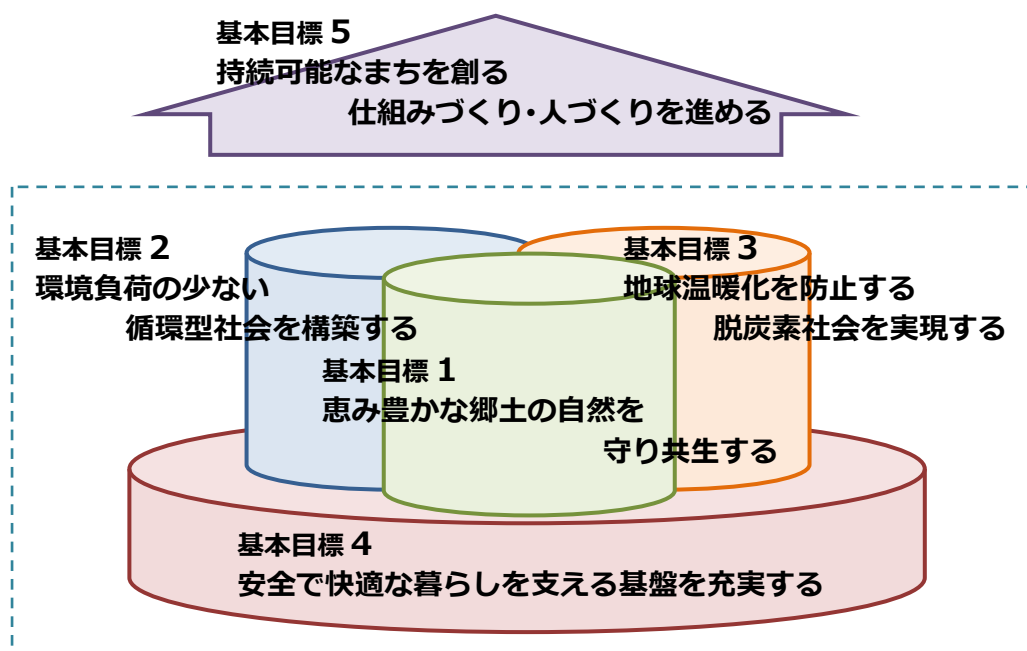 基本目標 5
持続可能なまちを創る
仕組みづくり・人づくりを進める
基本目標 2
環境負荷の少ない
循環型社会を構築する
基本目標 3
地球温暖化を防止する
脱炭素社会を実現する
基本目標 1
恵み豊かな郷土の自然を
守り共生する
基本目標 4
安全で快適な暮らしを支える基盤を充実する